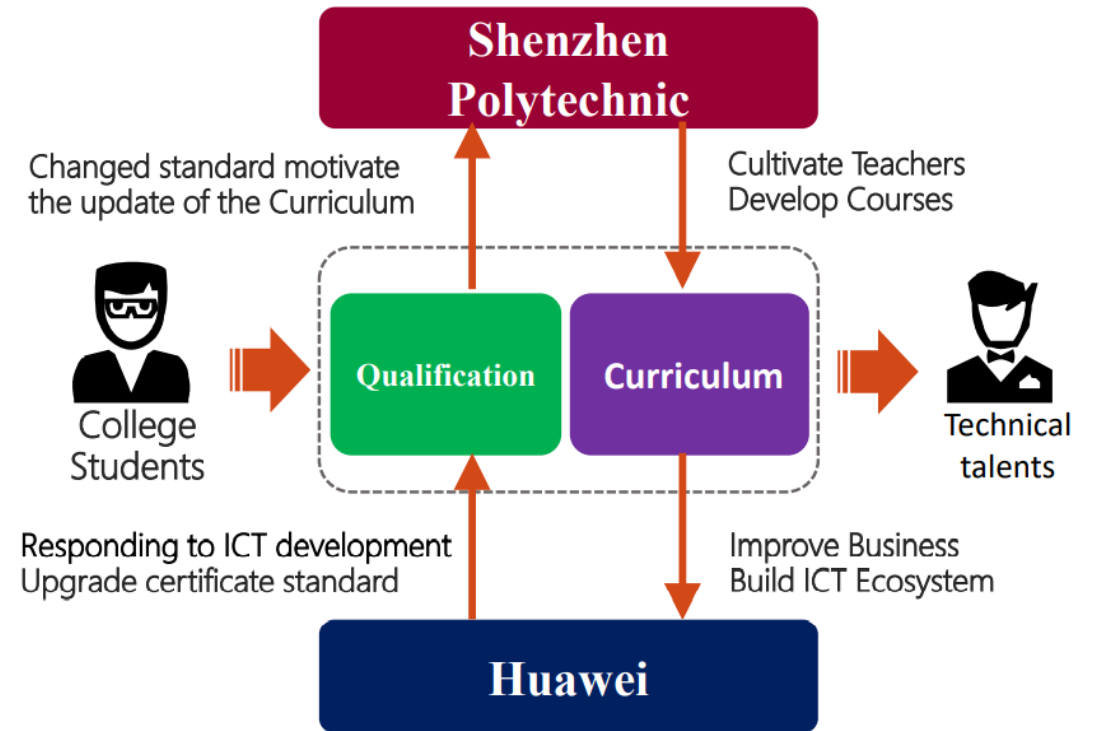 Shenzhen
Polytechnic
Changed standard motivate
the update of the Curriculum
Cultivate Teachers
Develop Courses
Qualification
Curriculum
College
Students
Technical
talents
Responding to ICT development
Upgrade certificate standard
Improve Business
Build ICT Ecosystem
Huawei